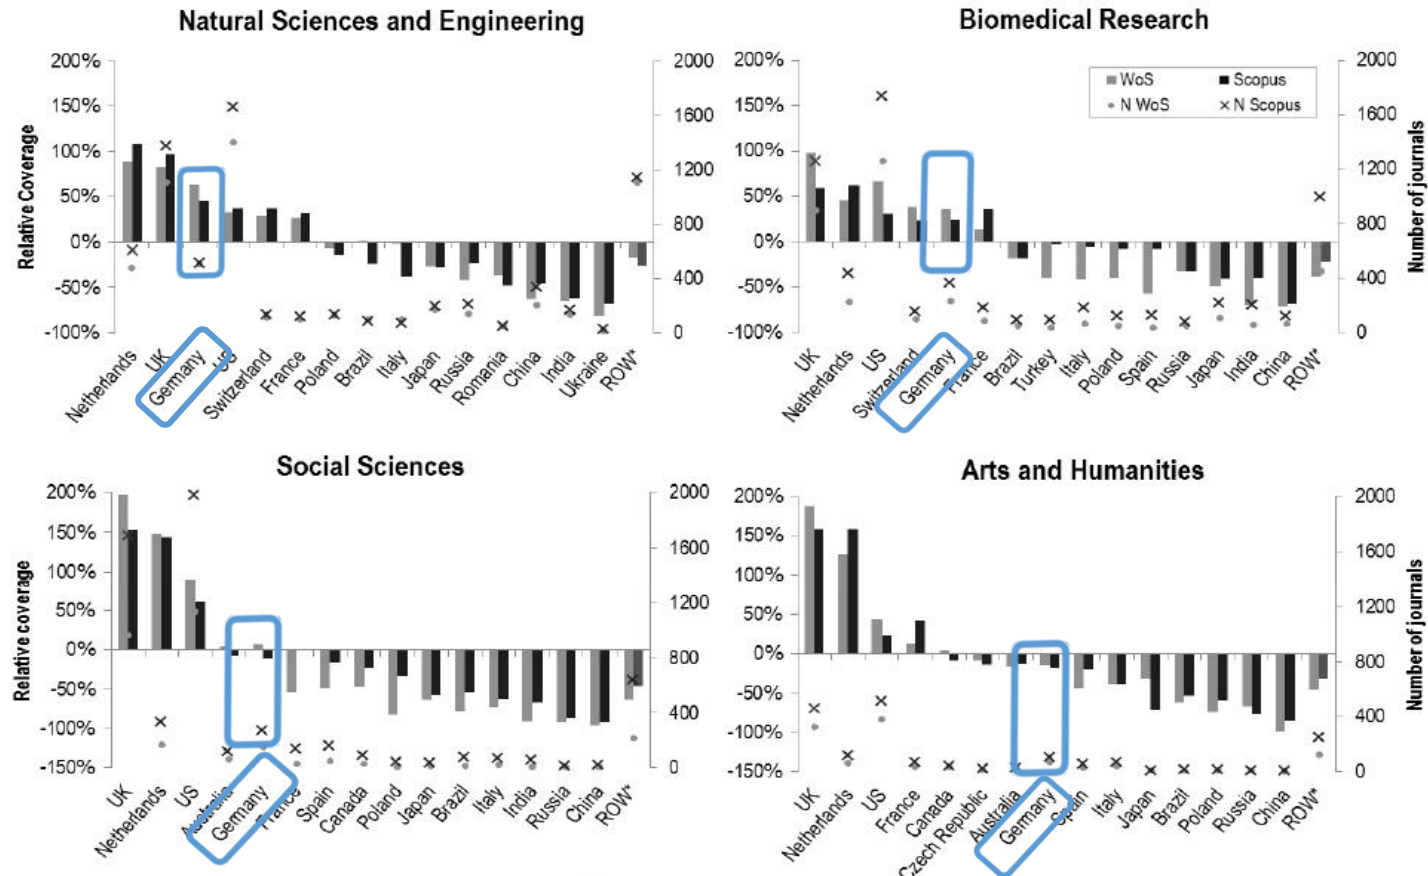 Natural Sciences and Engineering
Relative Coverage
200%
150%
100%
50%
0%
-50%
-100%
2000
1600
1200
800
400
0
Netherlands
UK
Germany
US
Switzerland
France
Poland
Brazil
Italy
Japan
Russia
Romania
China
India
Ukraine
ROW*
Biomedical Research
200%
150%
100%
50%
0%
-50%
-100%
WoS
Scopus
N WoS
N Scopus
2000
1600
1200
800
400
0
Number of journals
UK
Netherlands
US
Switzerland
Germany
France
Brazil
Turkey
Italy
Poland
Spain
Russia
Japan
India
China
ROW*
Social Sciences
Relative coverage
200%
150%
100%
50%
0%
-50%
-100%
-150%
2000
1600
1200
800
400
0
UK
Netherlands
US
Australia
Germany
France
Spain
Canada
Poland
Japan
Brazil
Italy
India
Russia
China
ROW*
Arts and Humanities
200%
150%
100%
50%
0%
-50%
-100%
-150%
2000
1600
1200
800
400
0
Number of journals
UK
Netherlands
US
France
Canada
Czech Republic
Australia
Germany
Spain
Italy
Japan
Brazil
Poland
Russia
China
ROW*